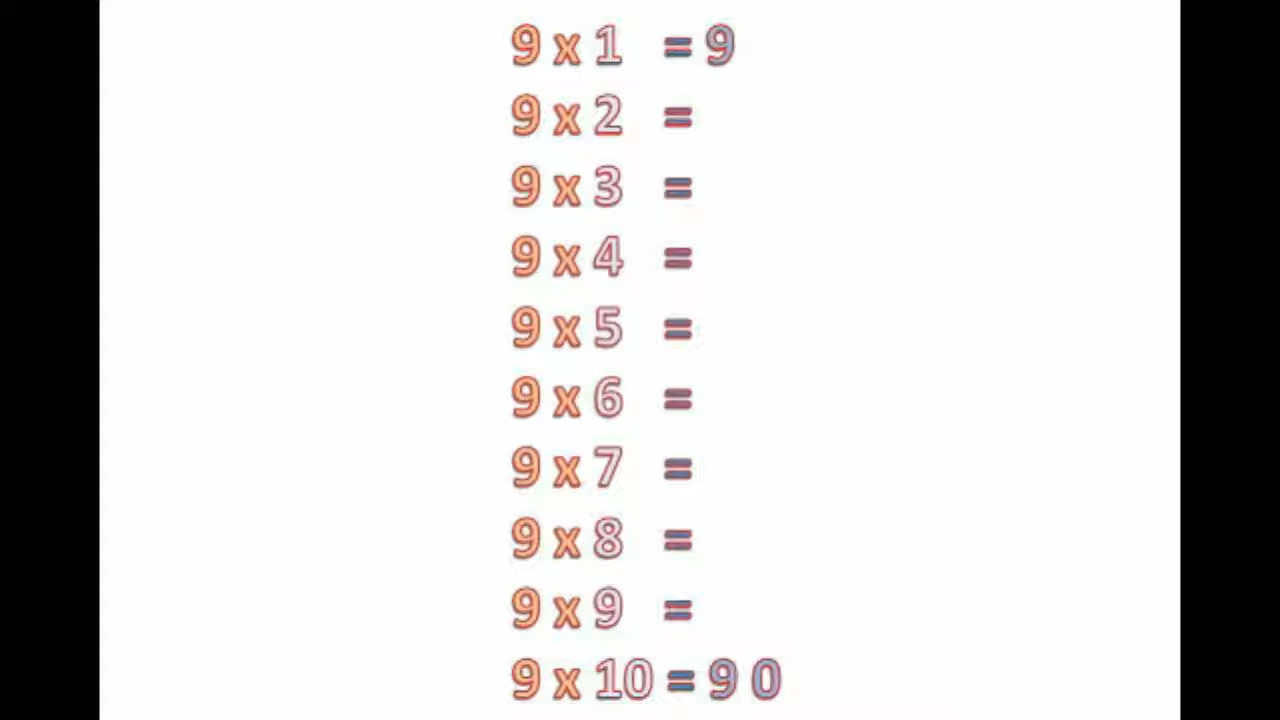 9 x 1 = 9
9 x 2 =
9 x 3 =
9 x 4 =
9 x 5 =
9 x 6 =
9 x 7 =
9 x 8 =
9 x 9 =
9 x 10 = 9 0